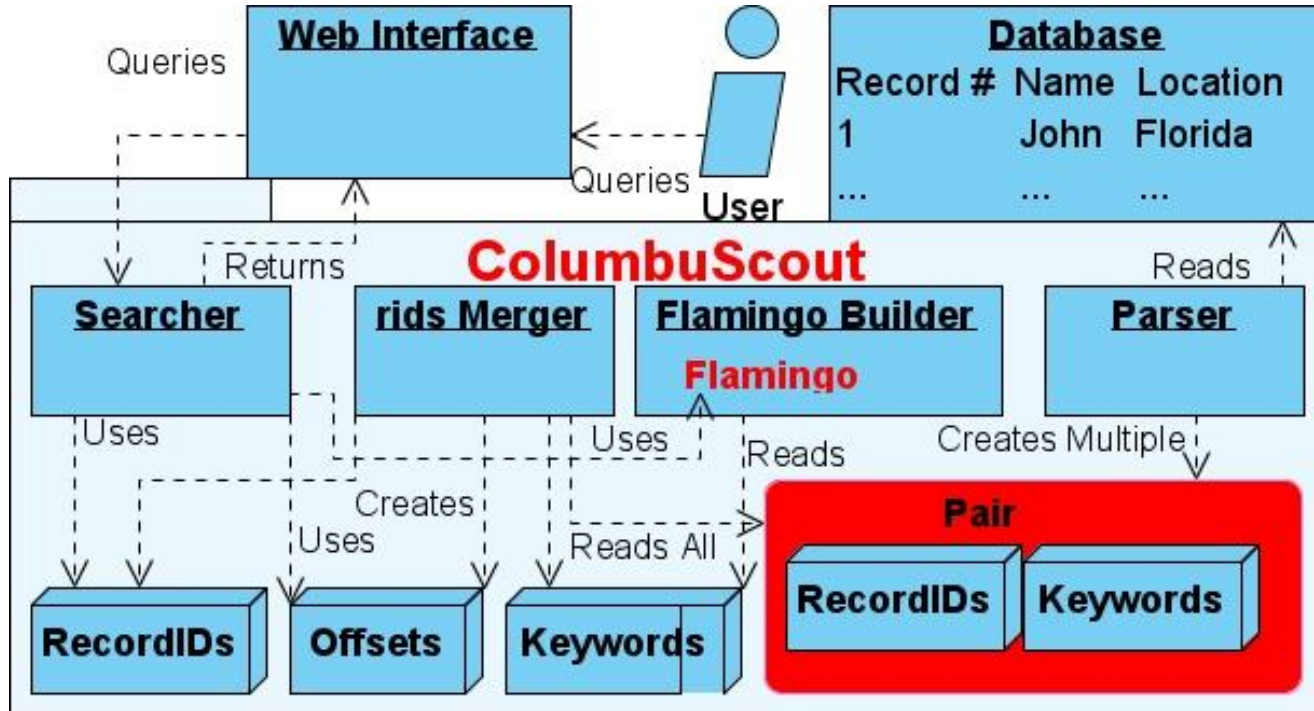 Web Interface
Queries
Queries
User
Database
Record # Name Location
1 John Florida
... ... ...
ColumbuScout
Returns
Reads
Searcher
rids Merger
Flamingo Builder
Flamingo
Parser
Uses
Uses
Reads
Creates Multiple
Creates
Uses
Reads All
Pair
RecordIDs
Keywords
RecordIDs
Offsets
Keywords